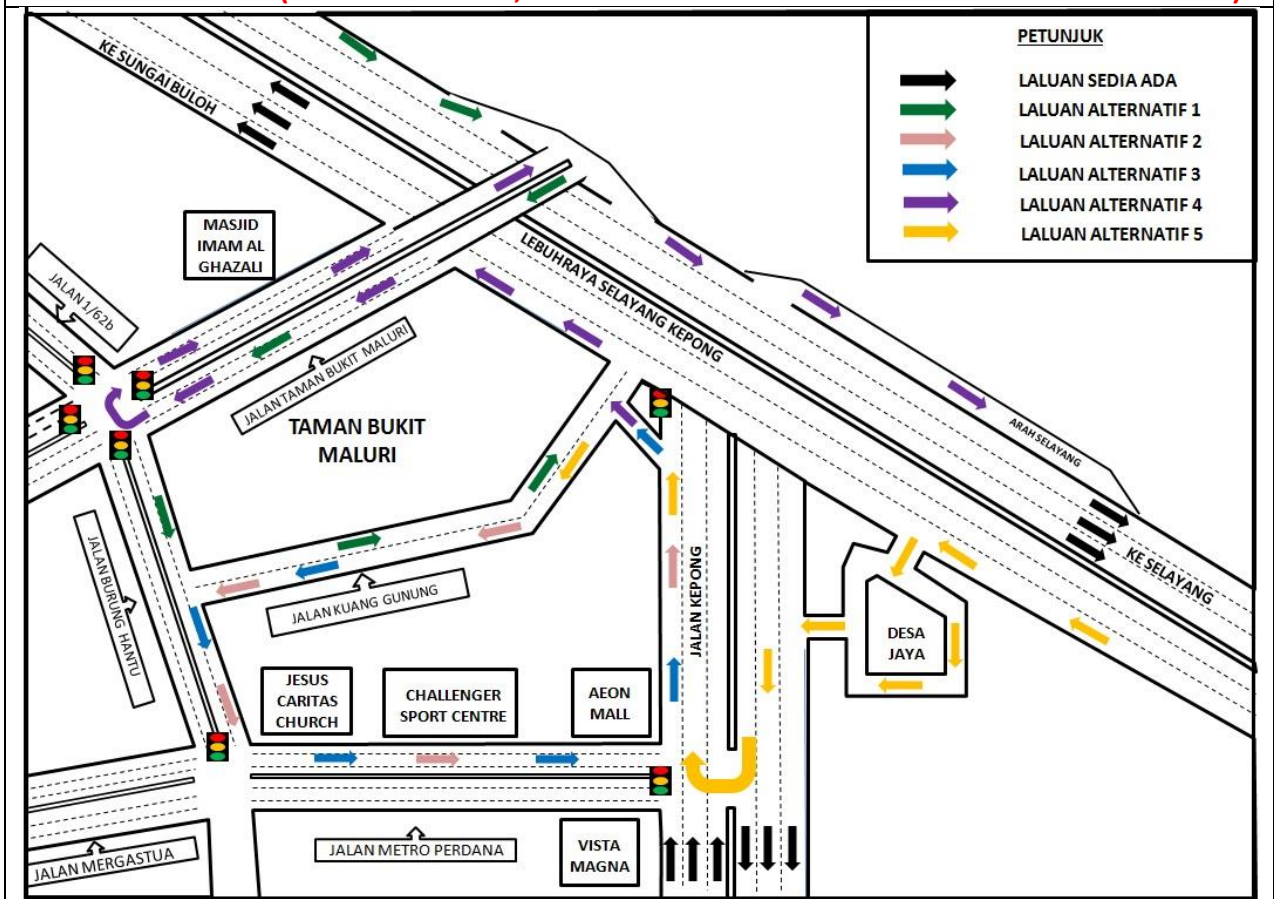 PETUNJUK
LALUAN SEDIA ADA
LALUAN ALTERNATIF 1
LALUAN ALTERNATIF 2
LALUAN ALTERNATIF 3
LALUAN ALTERNATIF 4
LALUAN ALTERNATIF 5
KE SUNGAI BULOH
MASJID
IMAM AL
GHAZALI
JALAN 1/62b
LEBUHRAYA SELAYANG KEPONG
JALAN TAMAN BUKIT MALURI
TAMAN BUKIT
MALURI
ARAH SELAYANG
KE SELAYANG
JALAN BURUNG HANTU
JALAN KUANG GUNUNG
JALAN KEPONG
DESA
JAYA
JESUS
CARITAS
CHURCH
CHALLENGER
SPORT CENTRE
AEON
MALL
JALAN MERGASTUA
JALAN METRO PERDANA
VISTA
MAGNA